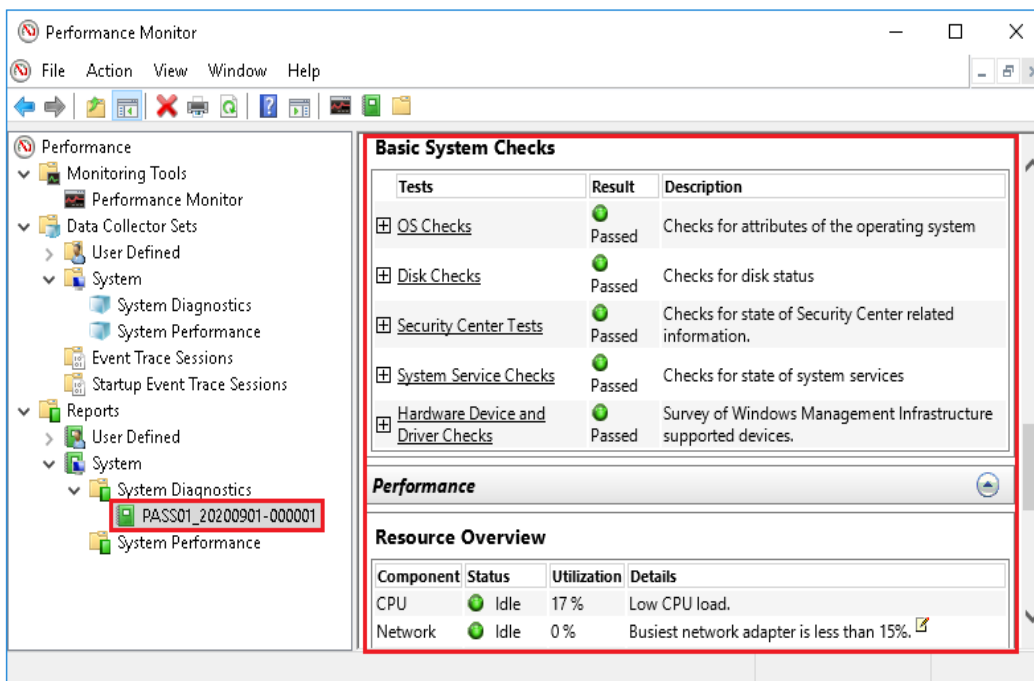 Performance Monitor
File Action View Window Help
Performance
Monitoring Tools
Performance Monitor
Data Collector Sets
User Defined
System
System Diagnostics
System Performance
Event Trace Sessions
Startup Event Trace Sessions
Reports
User Defined
System
System Diagnostics
PASS01_20200901-000001
System Performance
Basic System Checks
Tests Result Description
OS Checks Passed Checks for attributes of the operating system
Disk Checks Passed Checks for disk status
Security Center Tests Passed Checks for state of Security Center related
information.
System Service Checks Passed Checks for state of system services
Hardware Device and
Driver Checks Passed Survey of Windows Management Infrastructure
supported devices.
Performance
Resource Overview
Component Status Utilization Details
CPU Idle 17 % Low CPU load.
Network Idle 0 % Busiest network adapter is less than 15%.